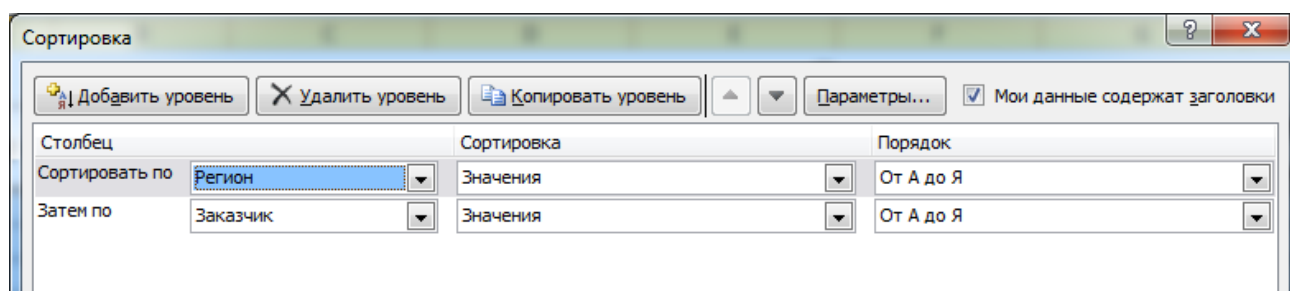 Сортировка
Добавить уровень Удалить уровень Копировать уровень Параметры... Мои данные содержат заголовки
Столбец Сортировка Порядок
Сортировать по Регион Значения От А до Я
Затем по Заказчик Значения От А до Я